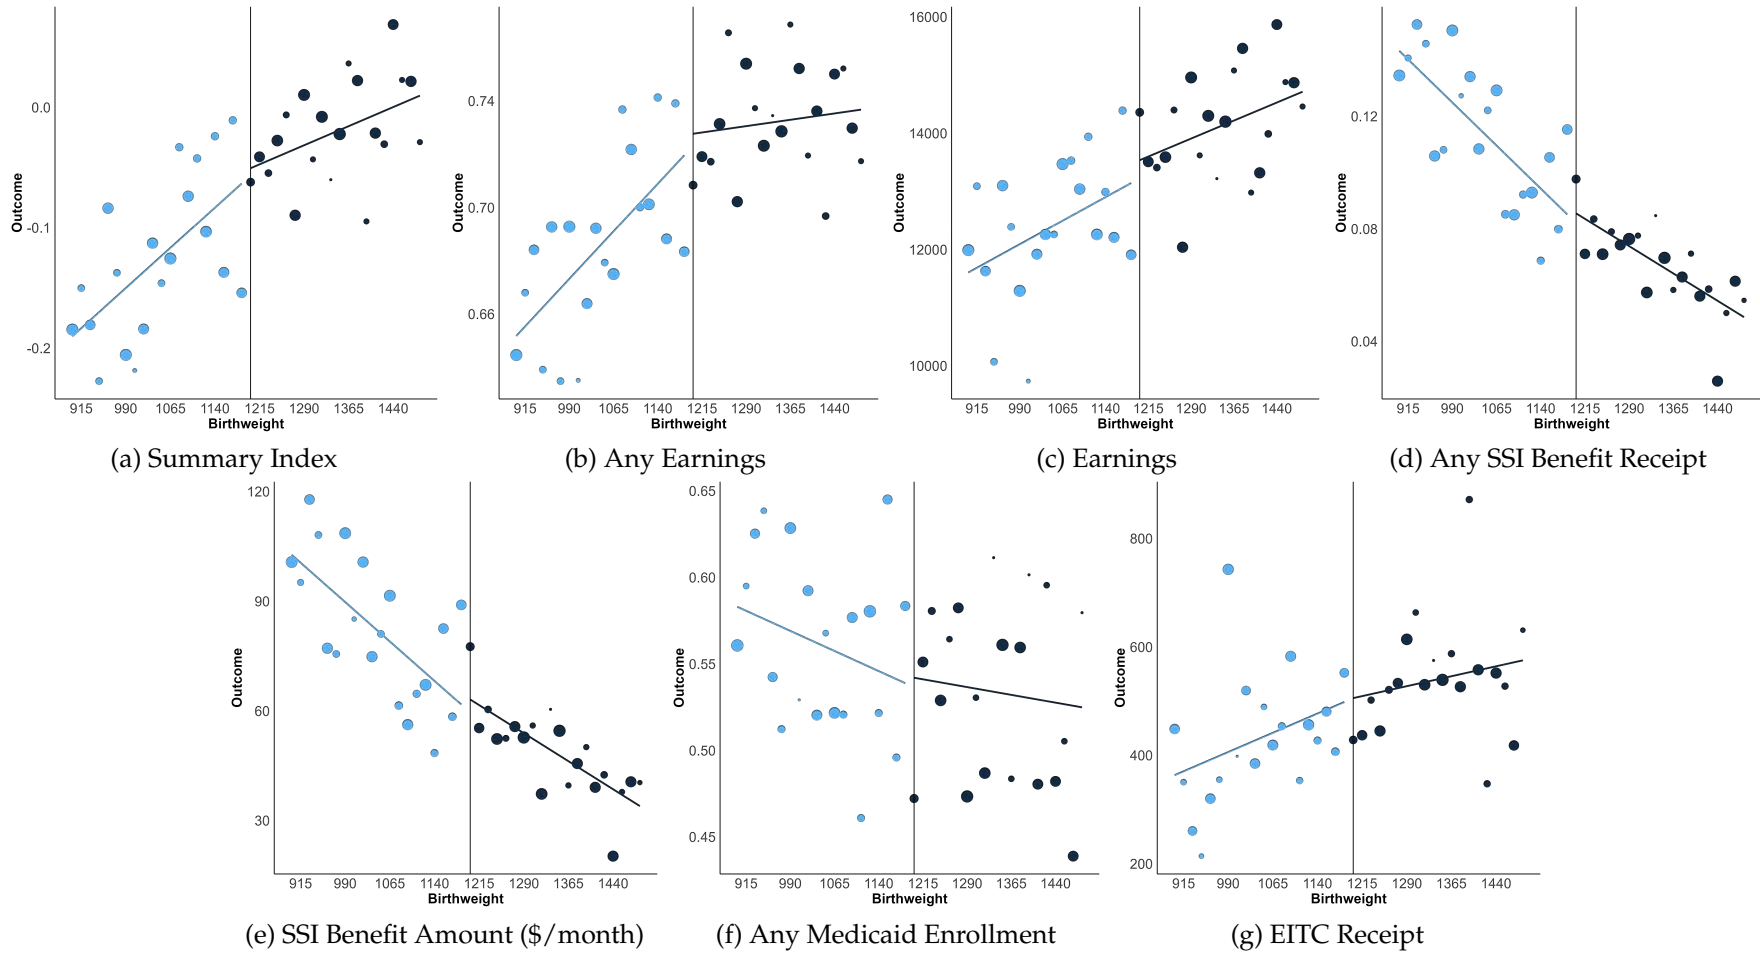 0.0
-0.1
-0.2
Outcome
915 990 1065 1140 1215 1290 1365 1440
Birthweight
(a) Summary Index
0.74
0.70
0.66
Outcome
915 990 1065 1140 1215 1290 1365 1440
Birthweight
(b) Any Earnings
16000
14000
12000
10000
Outcome
915 990 1065 1140 1215 1290 1365 1440
Birthweight
(c) Earnings
0.12
0.08
0.04
Outcome
915 990 1065 1140 1215 1290 1365 1440
Birthweight
(d) Any SSI Benefit Receipt
120
90
60
30
Outcome
915 990 1065 1140 1215 1290 1365 1440
Birthweight
(e) SSI Benefit Amount ($/month)
0.65
0.60
0.55
0.50
0.45
Outcome
915 990 1065 1140 1215 1290 1365 1440
Birthweight
(f) Any Medicaid Enrollment
800
600
400
200
Outcome
915 990 1065 1140 1215 1290 1365 1440
Birthweight
(g) EITC Receipt